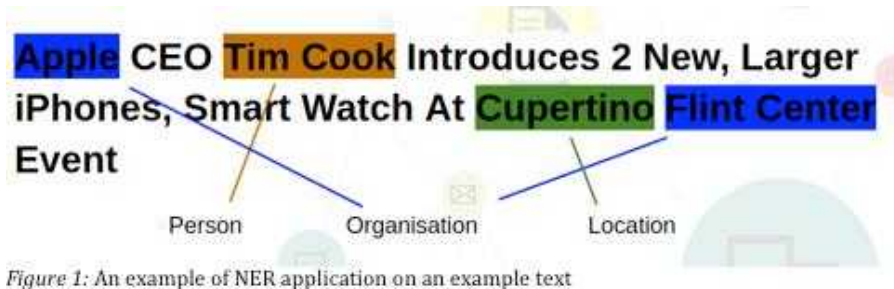 Apple CEO Tim Cook Introduces 2 New, Larger
iPhones, Smart Watch At Cupertino Flint Center
Event
Person Organisation Location
Figure 1: An example of NER application on an example text